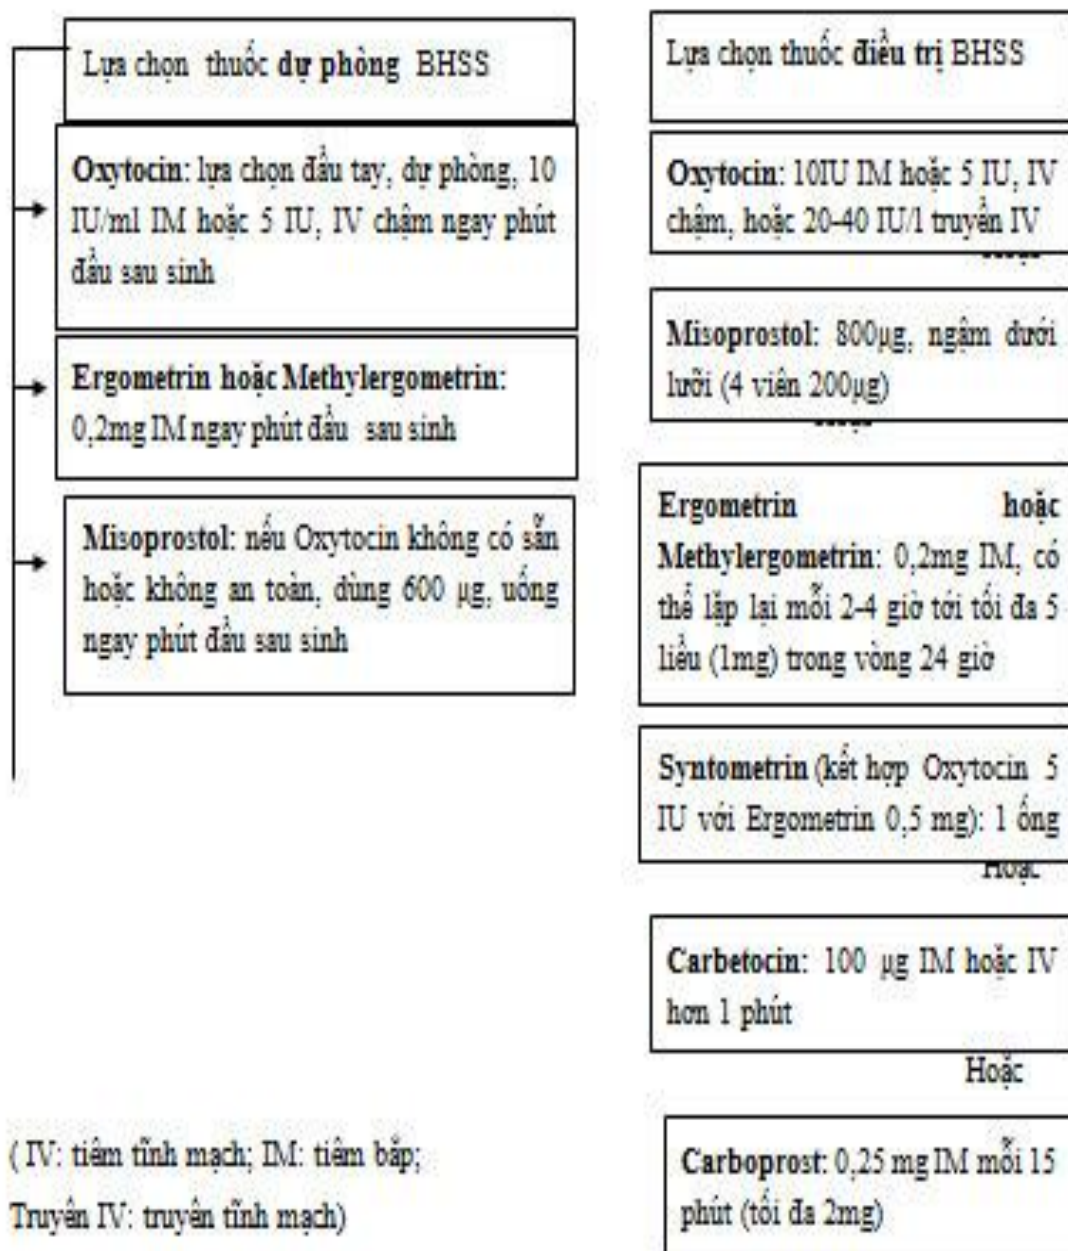 Lựa chọn thuốc dự phòng BHSS
Oxytocin: lựa chọn đầu tay, dự phòng, 10
IU/ml IM hoặc 5 IU, IV chậm ngay phút
đầu sau sinh
Ergometrin hoặc Methylergometrin:
0,2mg IM ngay phút đầu sau sinh
Misoprostol: nếu Oxytocin không có sẵn
hoặc không an toàn, dùng 600 µg, uống
ngay phút đầu sau sinh
( IV: tiêm tĩnh mạch; IM: tiêm bắp;
Truyền IV: truyền tĩnh mạch)
Lựa chọn thuốc điều trị BHSS
Oxytocin: 10IU IM hoặc 5 IU, IV
chậm, hoặc 20-40 IU/l truyền IV
Misoprostol: 800µg, ngậm dưới
lưỡi (4 viên 200µg)
Ergometrin hoặc
Methylergometrin: 0,2mg IM, có
thể lặp lại mỗi 2-4 giờ tới tối đa 5
liều (1mg) trong vòng 24 giờ
Syntometrin (kết hợp Oxytocin 5
IU với Ergometrin 0,5 mg): 1 ống
Hoặc
Carbetocin: 100 µg IM hoặc IV
hơn 1 phút
Hoặc
Carboprost: 0,25 mg IM mỗi 15
phút (tối đa 2mg)